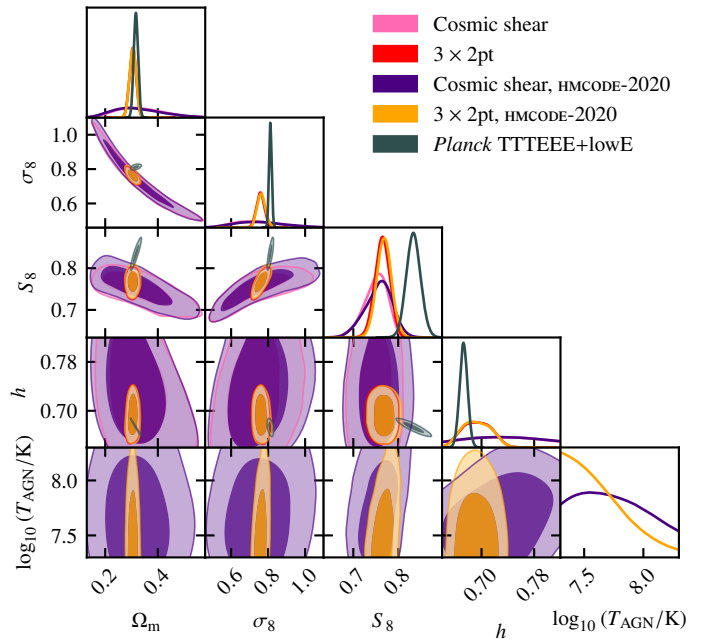 Cosmic shear
3 × 2pt
Cosmic shear, HMCODE-2020
3 × 2pt, HMCODE-2020
Planck TTTEEE+lowE
1.0
0.8
0.6
σ₈
0.8
0.7
S₈
0.78
0.70
h
8.0
7.5
log₁₀ (T_AGN/K)
0.2 0.4
0.6 0.8 1.0
0.7 0.8
0.70 0.78
7.5 8.0
Ωₘ
σ₈
S₈
h
log₁₀ (T_AGN/K)